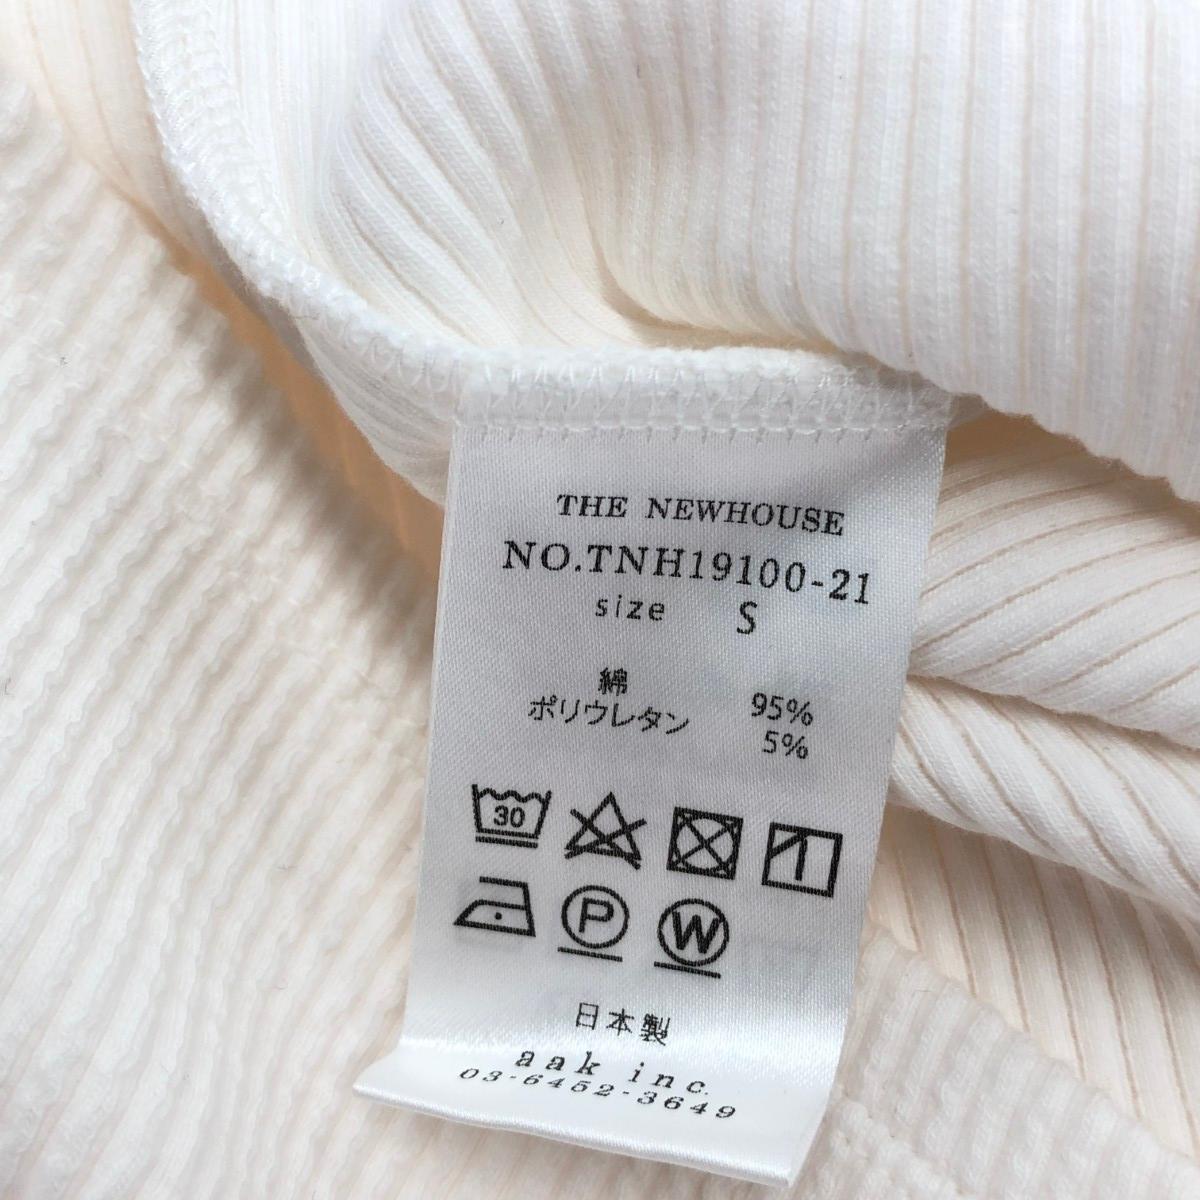 THE NEWHOUSE
NO.TNH19100-21
size S
綿 95%
ポリウレタン 5%
30
P W
日本製
aak inc.
03-6452-3649